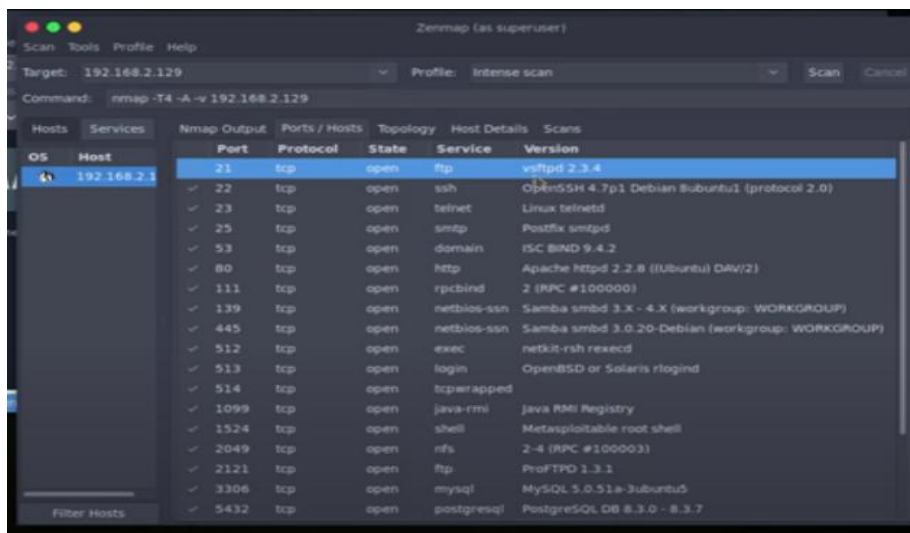 Zenmap (as superuser)
Scan Tools Profile Help
Target: 192.168.2.129 Profile: Intense scan Scan Cancel
Command: nmap -T4 -A -v 192.168.2.129
Hosts Services Nmap Output Ports / Hosts Topology Host Details Scans
OS Host Port Protocol State Service Version
192.168.2.1 21 tcp open ftp vsftpd 2.3.4
22 tcp open ssh OpenSSH 4.7p1 Debian 8ubuntu1 (protocol 2.0)
23 tcp open telnet Linux telnetd
25 tcp open smtp Postfix smtpd
53 tcp open domain ISC BIND 9.4.2
80 tcp open http Apache httpd 2.2.8 ((Ubuntu) DAV/2)
111 tcp open rpcbind 2 (RPC #100000)
139 tcp open netbios-ssn Samba smbd 3.X - 4.X (workgroup: WORKGROUP)
445 tcp open netbios-ssn Samba smbd 3.0.20-Debian (workgroup: WORKGROUP)
512 tcp open exec netkit-rsh rexecd
513 tcp open login OpenBSD or Solaris rlogind
514 tcp open tcpwrapped
1099 tcp open java-rmi Java RMI Registry
1524 tcp open shell Metasploitable root shell
2049 tcp open nfs 2-4 (RPC #100003)
2121 tcp open ftp ProFTPD 1.3.1
3306 tcp open mysql MySQL 5.0.51a-3ubuntu5
Filter Hosts 5432 tcp open postgresql PostgreSQL DB 8.3.0 - 8.3.7